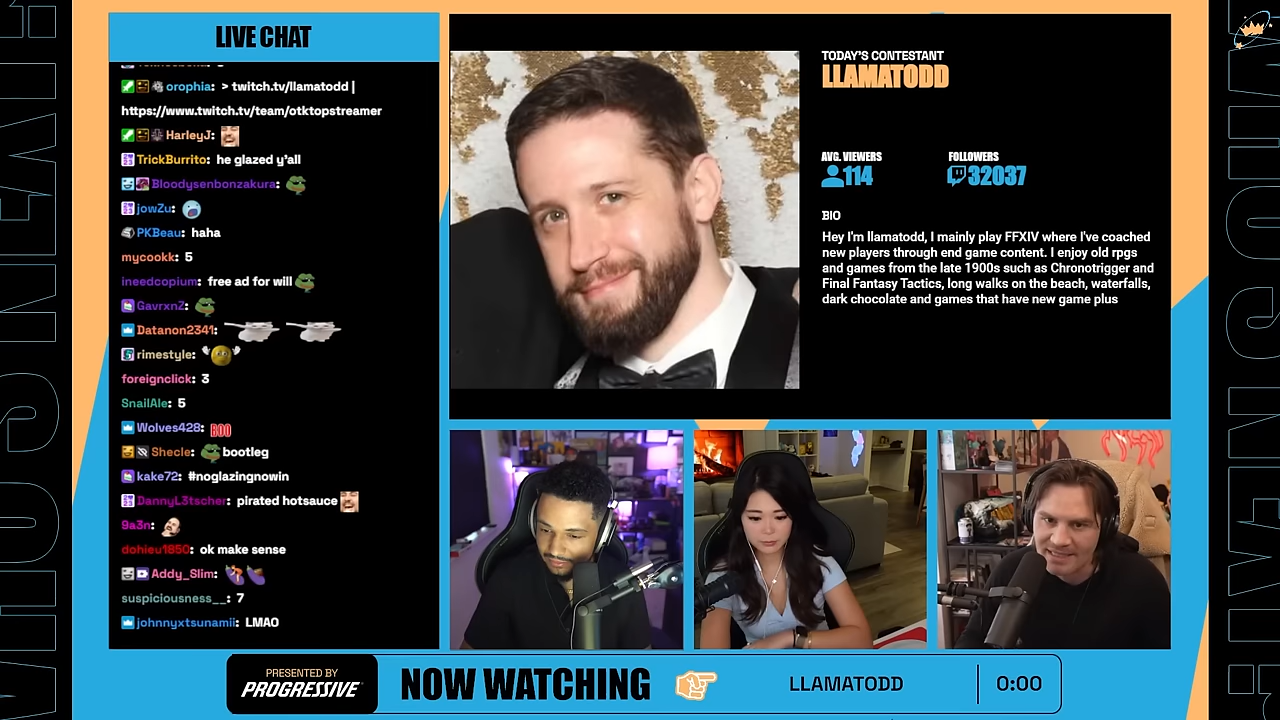 LIVE CHAT
orophia: > twitch.tv/llamatodd |
https://www.twitch.tv/team/otktopstreamer
HarleyJ:
TrickBurrito: he glazed y'all
Bloodysenbonzakura:
jowZu:
PKBeau: haha
mycookk: 5
ineedcopium: free ad for will
GavrxnZ:
Datanon2341:
rimestyle:
foreignclick: 3
SnailAle: 5
Wolves428: BOO
Shecle: bootleg
kake72: #noglazingnowin
DannyL3tscher: pirated hotsauce
9a3n:
dohieu1850: ok make sense
Addy_Slim:
suspiciousness__: 7
johnnyxtsunamii: LMAO
TODAY'S CONTESTANT
LLAMATODD
AVG. VIEWERS
114
FOLLOWERS
32037
BIO
Hey I'm llamatodd, I mainly play FFXIV where I've coached
new players through end game content. I enjoy old rpgs
and games from the late 1900s such as Chronotrigger and
Final Fantasy Tactics, long walks on the beach, waterfalls,
dark chocolate and games that have new game plus
PRESENTED BY
PROGRESSIVE
NOW WATCHING
LLAMATODD
0:00